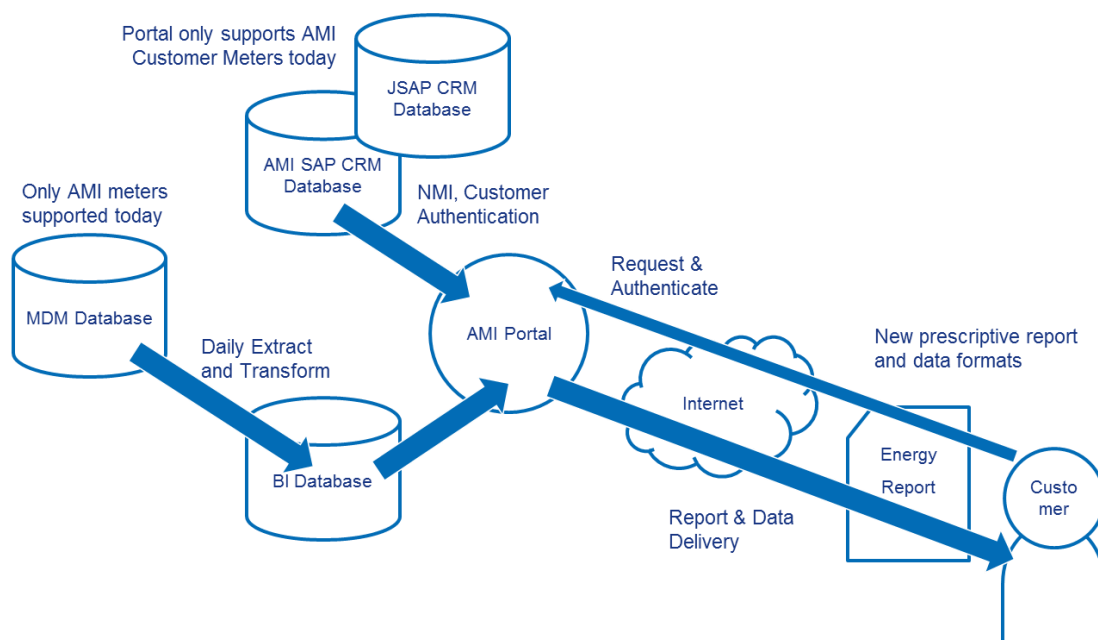 Portal only supports AMI
Customer Meters today
JSAP CRM
Database
AMI SAP CRM
Database
Only AMI meters
supported today
NMI, Customer
Authentication
MDM Database
Request &
Authenticate
AMI Portal
Daily Extract
and Transform
New prescriptive report
and data formats
Internet
BI Database
Energy
Report
Custo
mer
Report & Data
Delivery